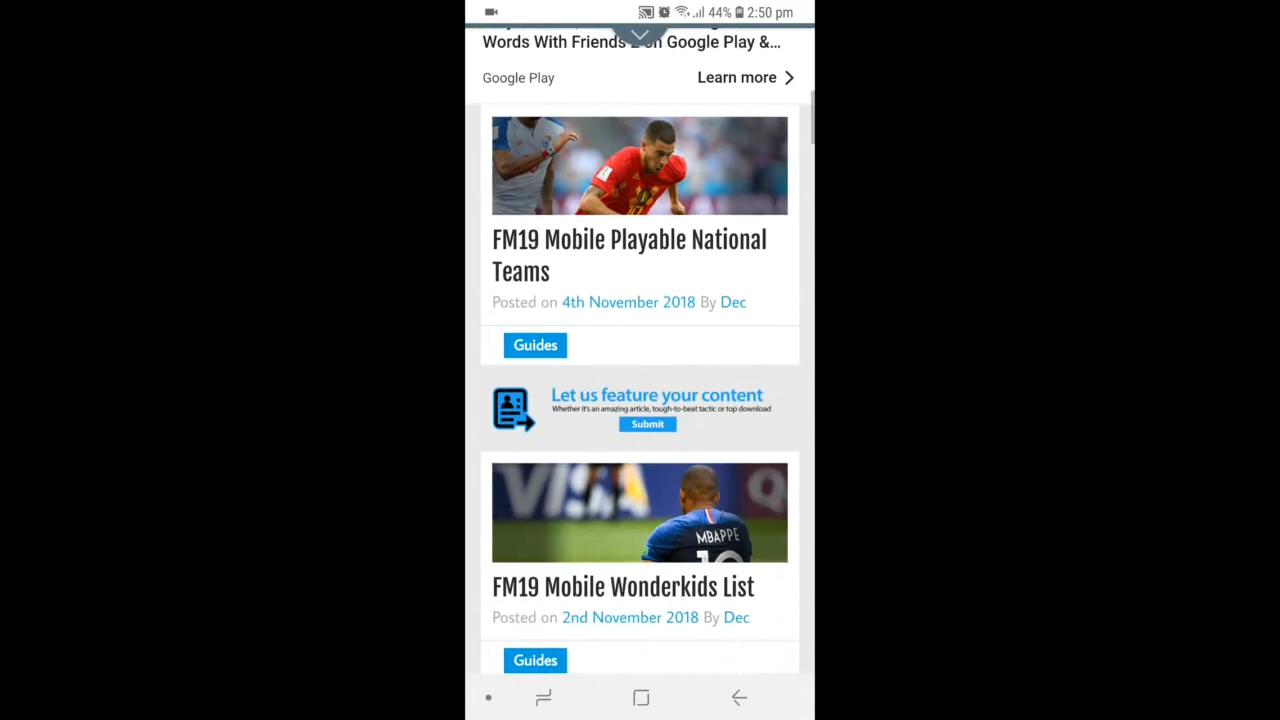 44% 2:50 pm
Words With Friends 2 on Google Play &...
Google Play
Learn more
FM19 Mobile Playable National
Teams
Posted on 4th November 2018 By Dec
Guides
Let us feature your content
Whether it's an amazing article, tough-to-beat tactic or top download
Submit
VISA
MBAPPE
10
FM19 Mobile Wonderkids List
Posted on 2nd November 2018 By Dec
Guides